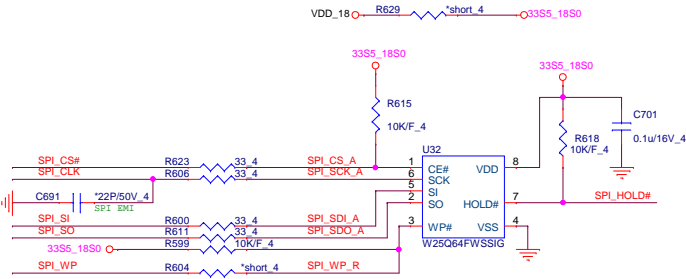 VDD_18 R629 *short_4 33S5_18S0
33S5_18S0 33S5_18S0
R615
10K/F_4
C701
R618
10K/F_4
0.1u/16V_4
U32
SPI_CS# R623 33_4 SPI_CS_A 1 CE# VDD 8
SPI_CLK R606 33_4 SPI_SCK_A 6 SCK
5 SI
C691 *22P/50V_4 2 SO HOLD# 7 SPI_HOLD#
SPI EMI
SPI_SI R600 33_4 SPI_SDI_A 3 WP# VSS 4
SPI_SO R611 33_4 SPI_SDO_A
33S5_18S0 R599 10K/F_4 W25Q64FWSSIG
SPI_WP R604 *short_4 SPI_WP_R